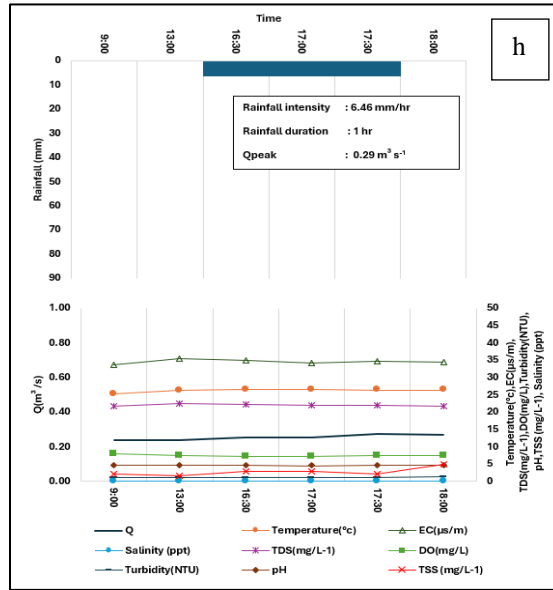 Time
9:00 13:00 16:30 17:00 17:30 18:00
h
0
10
20
30
40
50
60
70
80
90
Rainfall (mm)
Rainfall intensity : 6.46 mm/hr
Rainfall duration : 1 hr
Qpeak : 0.29 m³ s⁻¹
1.00
0.80
0.60
0.40
0.20
0.00
Q(m³/s)
50
45
40
35
30
25
20
15
10
5
0
Temperature(°c),EC(µs/m),
TDS(mg/L-1),DO(mg/L),Turbidity(NTU),
pH,TSS (mg/L-1), Salinity (ppt)
9:00 13:00 16:30 17:00 17:30 18:00
Q Temperature(°c) EC(µs/m)
Salinity (ppt) TDS(mg/L-1) DO(mg/L)
Turbidity(NTU) pH TSS (mg/L-1)